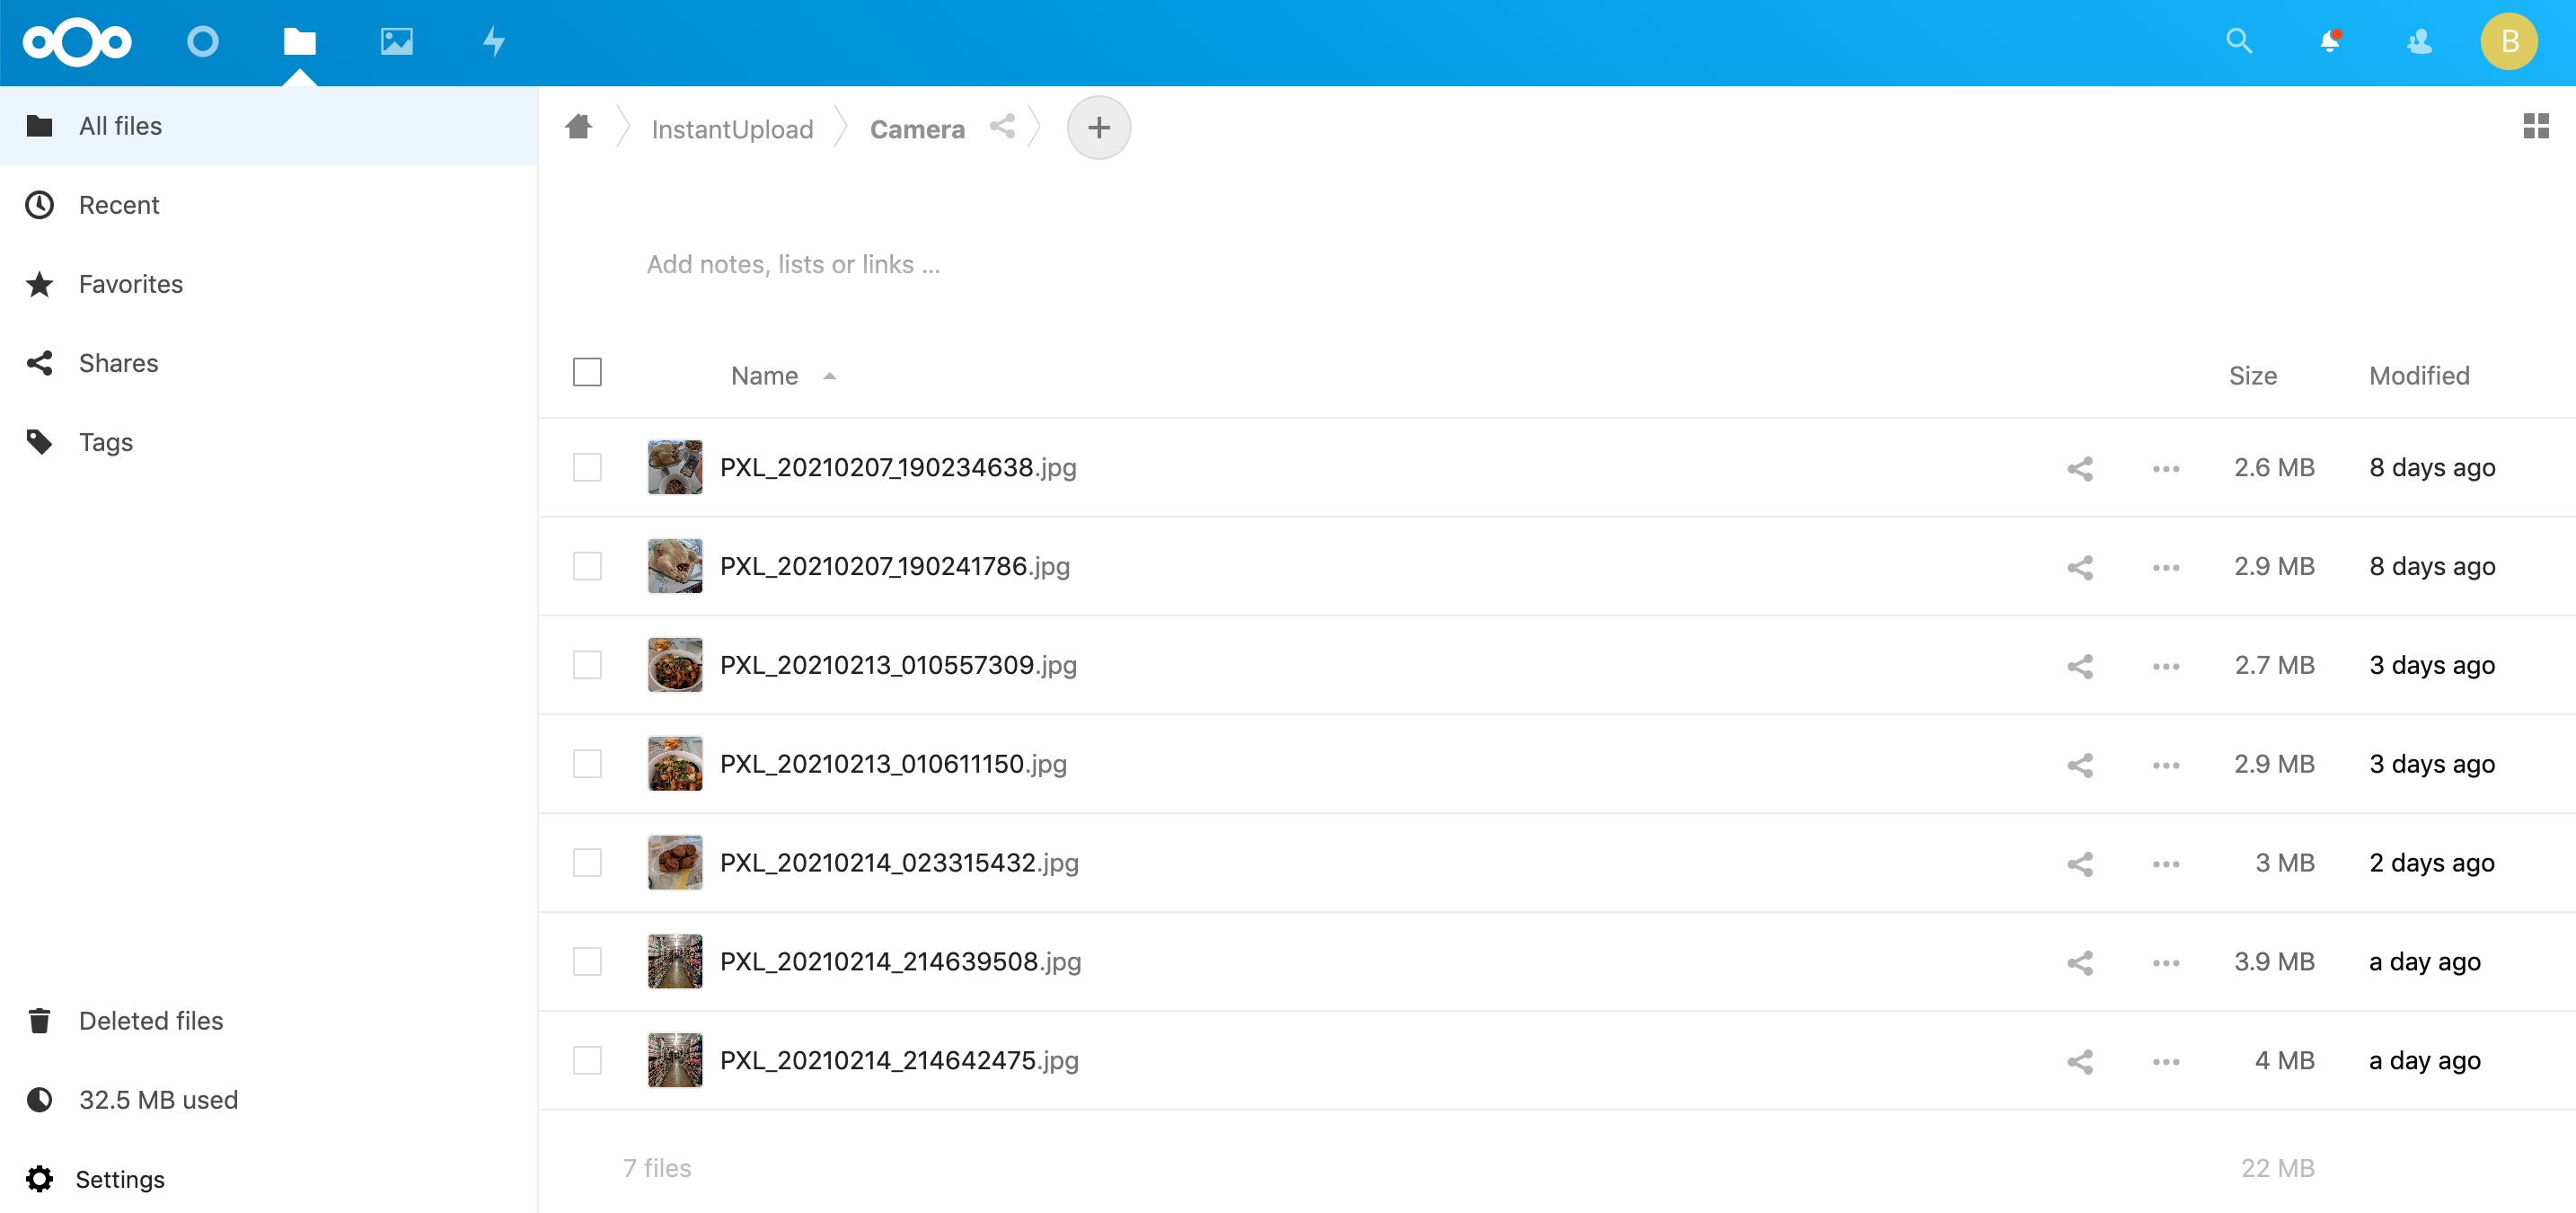 B
All files
Recent
Favorites
Shares
Tags
Deleted files
32.5 MB used
Settings
InstantUpload
Camera
+
Add notes, lists or links ...
Name Size Modified
PXL_20210207_190234638.jpg 2.6 MB 8 days ago
PXL_20210207_190241786.jpg 2.9 MB 8 days ago
PXL_20210213_010557309.jpg 2.7 MB 3 days ago
PXL_20210213_010611150.jpg 2.9 MB 3 days ago
PXL_20210214_023315432.jpg 3 MB 2 days ago
PXL_20210214_214639508.jpg 3.9 MB a day ago
PXL_20210214_214642475.jpg 4 MB a day ago
7 files 22 MB